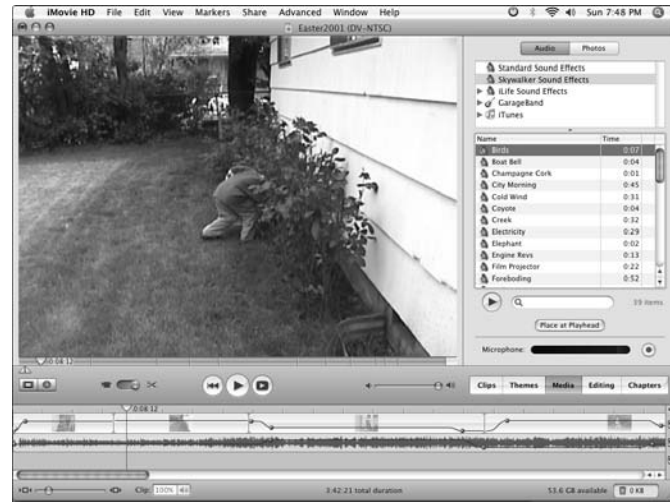 iMovie HD File Edit View Markers Share Advanced Window Help Sun 7:48 PM
Easter2001 (DV-NTSC)
Audio Photos
Standard Sound Effects
Skywalker Sound Effects
iLife Sound Effects
GarageBand
iTunes
Name Time
Birds 0:07
Boat Bell 0:04
Champagne Cork 0:01
City Morning 0:45
Cold Wind 0:31
Coyote 0:04
Creek 0:32
Electricity 0:29
Elephant 0:02
Engine Revs 0:13
Film Projector 0:22
Foreboding 0:52
39 items
Place at Playhead
Microphone:
0:08:12
Clips Themes Media Editing Chapters
0:08:12
Clip: 100% 3:42:21 total duration 53.6 GB available 0 KB